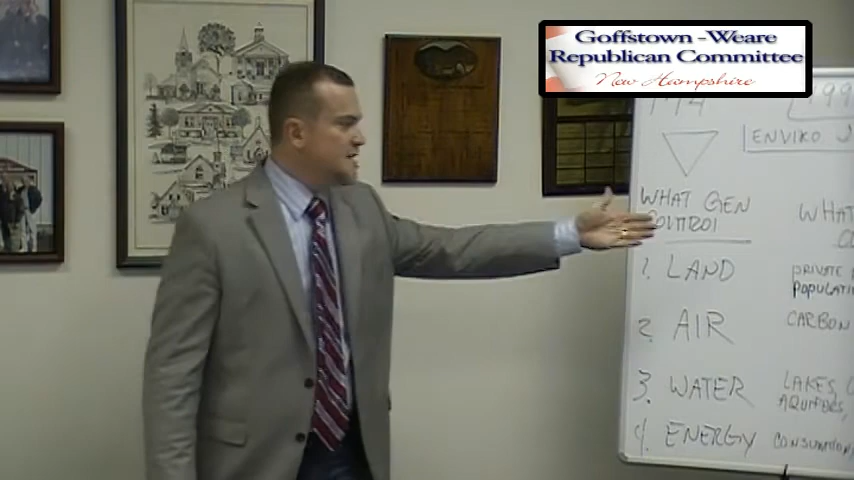 Goffstown -Weare
Republican Committee
New Hampshire
199
ENVIRO
WHAT GEN
CONTROL
WHAT
1. LAND
PRIVATE
2. AIR
CARBON
3. WATER
LAKES,
AQUIFERS,
4. ENERGY
CONSUMPTION